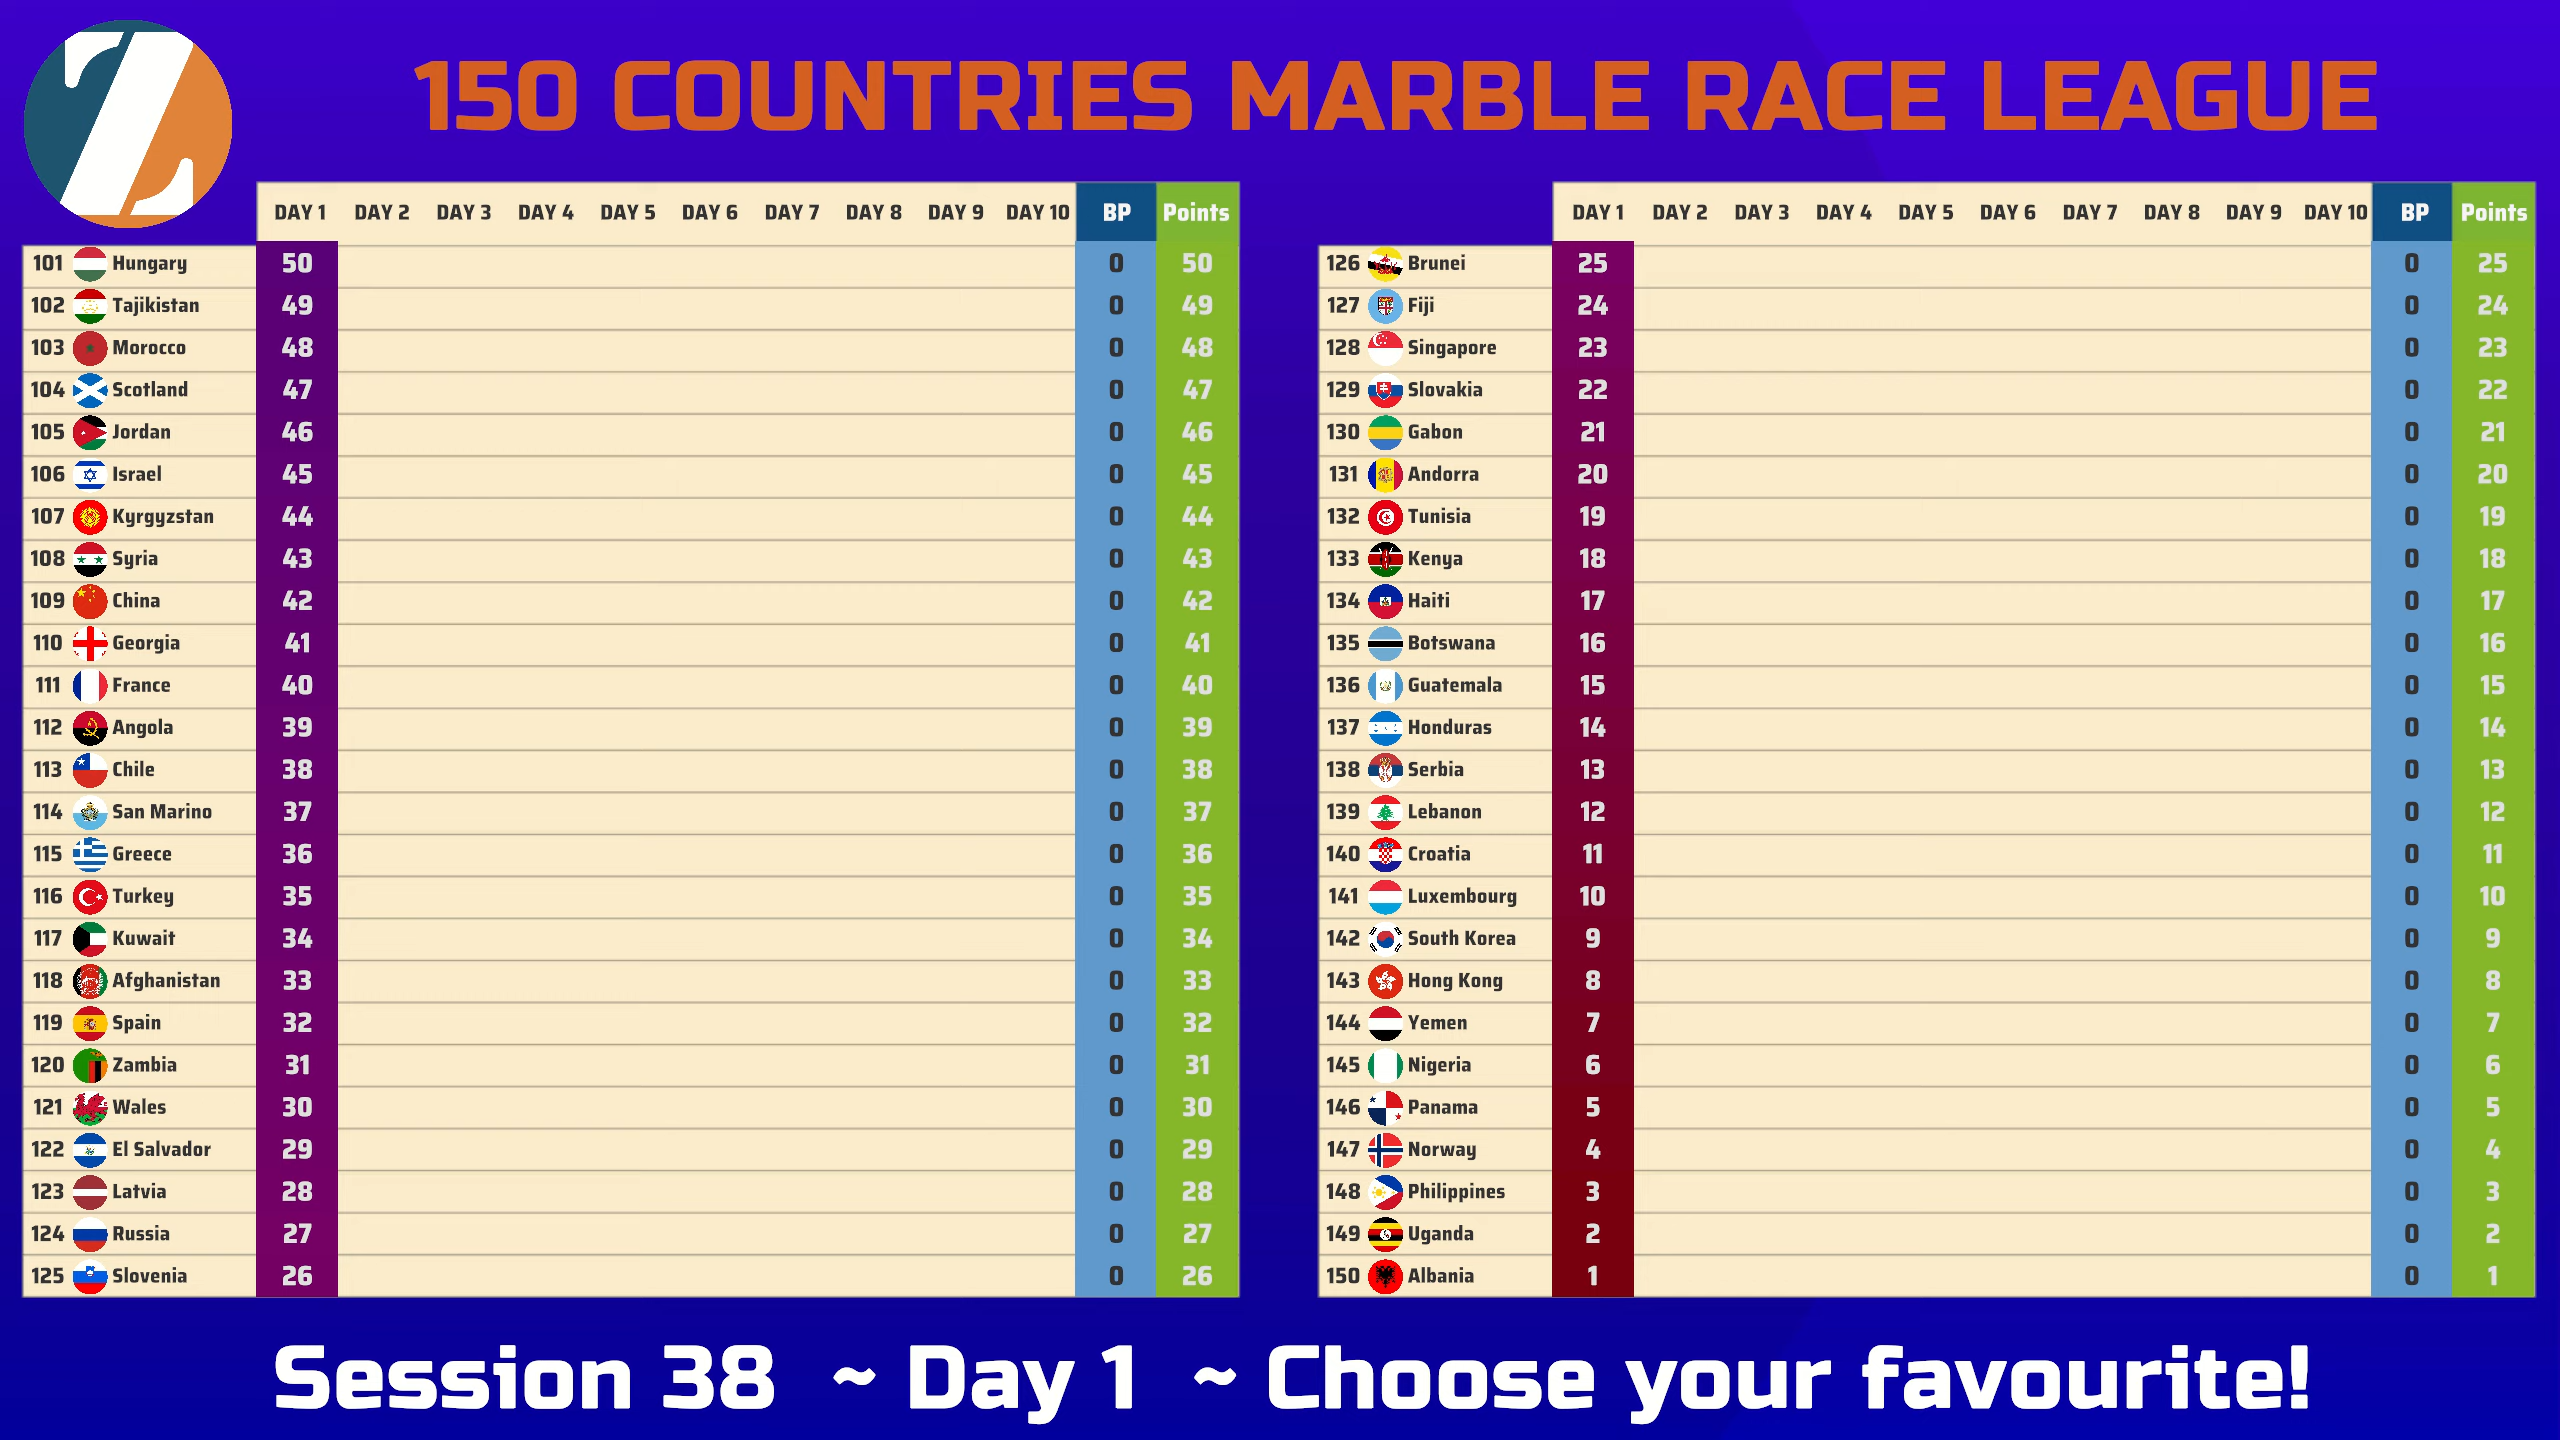 Z
150 COUNTRIES MARBLE RACE LEAGUE
DAY 1 DAY 2 DAY 3 DAY 4 DAY 5 DAY 6 DAY 7 DAY 8 DAY 9 DAY 10 BP Points
101 Hungary 50 0 50
102 Tajikistan 49 0 49
103 Morocco 48 0 48
104 Scotland 47 0 47
105 Jordan 46 0 46
106 Israel 45 0 45
107 Kyrgyzstan 44 0 44
108 Syria 43 0 43
109 China 42 0 42
110 Georgia 41 0 41
111 France 40 0 40
112 Angola 39 0 39
113 Chile 38 0 38
114 San Marino 37 0 37
115 Greece 36 0 36
116 Turkey 35 0 35
117 Kuwait 34 0 34
118 Afghanistan 33 0 33
119 Spain 32 0 32
120 Zambia 31 0 31
121 Wales 30 0 30
122 El Salvador 29 0 29
123 Latvia 28 0 28
124 Russia 27 0 27
125 Slovenia 26 0 26
DAY 1 DAY 2 DAY 3 DAY 4 DAY 5 DAY 6 DAY 7 DAY 8 DAY 9 DAY 10 BP Points
126 Brunei 25 0 25
127 Fiji 24 0 24
128 Singapore 23 0 23
129 Slovakia 22 0 22
130 Gabon 21 0 21
131 Andorra 20 0 20
132 Tunisia 19 0 19
133 Kenya 18 0 18
134 Haiti 17 0 17
135 Botswana 16 0 16
136 Guatemala 15 0 15
137 Honduras 14 0 14
138 Serbia 13 0 13
139 Lebanon 12 0 12
140 Croatia 11 0 11
141 Luxembourg 10 0 10
142 South Korea 9 0 9
143 Hong Kong 8 0 8
144 Yemen 7 0 7
145 Nigeria 6 0 6
146 Panama 5 0 5
147 Norway 4 0 4
148 Philippines 3 0 3
149 Uganda 2 0 2
150 Albania 1 0 1
Session 38 ~ Day 1 ~ Choose your favourite!